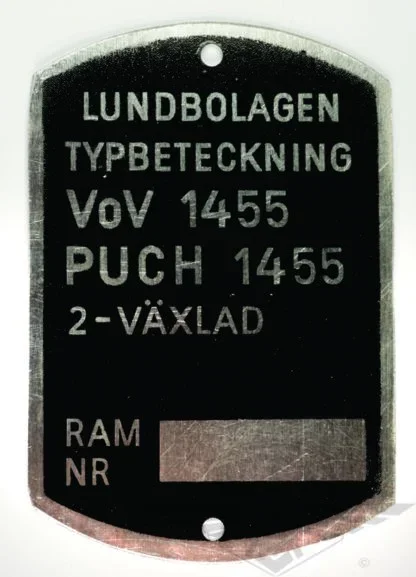 LUNDBOLAGEN
TYPBETECKNING
VoV 1455
PUCH 1455
2-VÄXLAD
RAM
NR